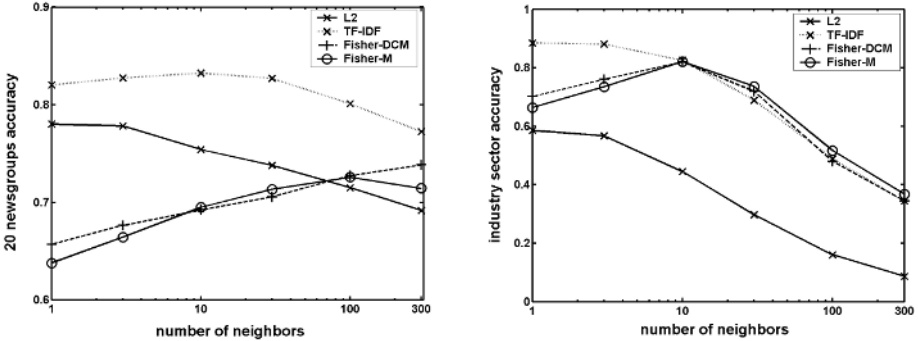 0.9
0.8
0.7
0.6
20 newsgroups accuracy
L2
TF-IDF
Fisher-DCM
Fisher-M
1
10
100
300
number of neighbors
1
0.8
0.6
0.4
0.2
0
industry sector accuracy
L2
TF-IDF
Fisher-DCM
Fisher-M
1
10
100
300
number of neighbors